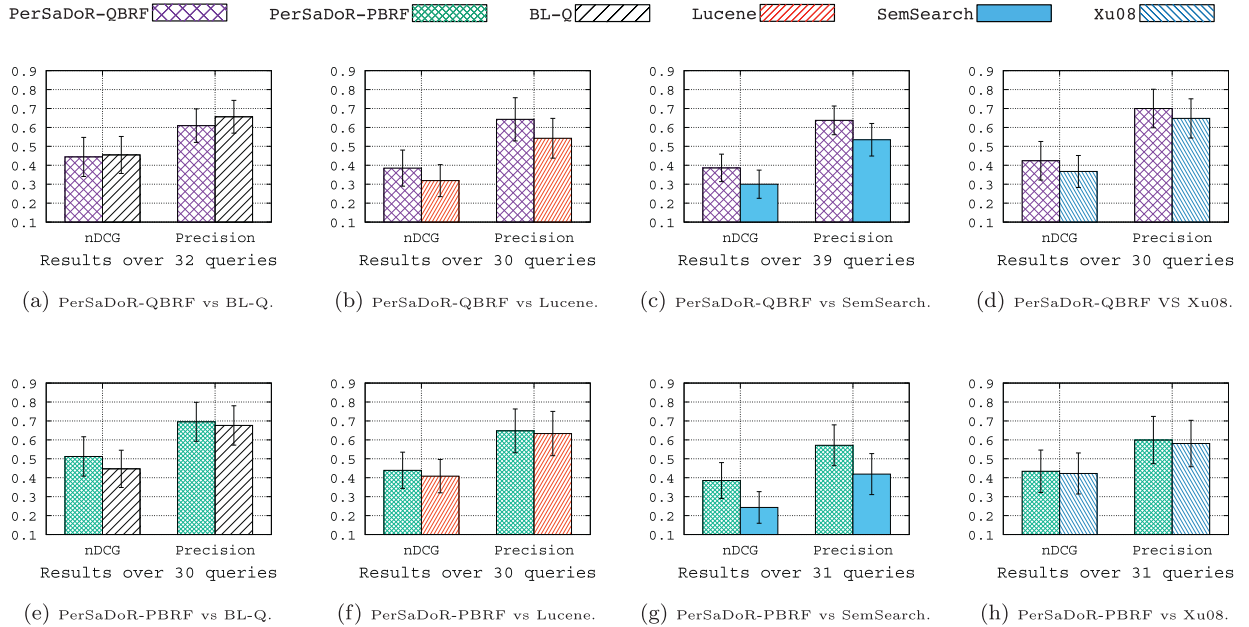 PerSaDoR-QBRF PerSaDoR-PBRF BL-Q Lucene SemSearch Xu08
0.9 0.9 0.9 0.9
0.8 0.8 0.8 0.8
0.7 0.7 0.7 0.7
0.6 0.6 0.6 0.6
0.5 0.5 0.5 0.5
0.4 0.4 0.4 0.4
0.3 0.3 0.3 0.3
0.2 0.2 0.2 0.2
0.1 0.1 0.1 0.1
nDCG Precision nDCG Precision nDCG Precision nDCG Precision
Results over 32 queries Results over 30 queries Results over 39 queries Results over 30 queries
(a) PerSaDoR-QBRF vs BL-Q. (b) PerSaDoR-QBRF vs Lucene. (c) PerSaDoR-QBRF vs SemSearch. (d) PerSaDoR-QBRF VS Xu08.
0.9 0.9 0.9 0.9
0.8 0.8 0.8 0.8
0.7 0.7 0.7 0.7
0.6 0.6 0.6 0.6
0.5 0.5 0.5 0.5
0.4 0.4 0.4 0.4
0.3 0.3 0.3 0.3
0.2 0.2 0.2 0.2
0.1 0.1 0.1 0.1
nDCG Precision nDCG Precision nDCG Precision nDCG Precision
Results over 30 queries Results over 30 queries Results over 31 queries Results over 31 queries
(e) PerSaDoR-PBRF vs BL-Q. (f) PerSaDoR-PBRF vs Lucene. (g) PerSaDoR-PBRF vs SemSearch. (h) PerSaDoR-PBRF vs Xu08.